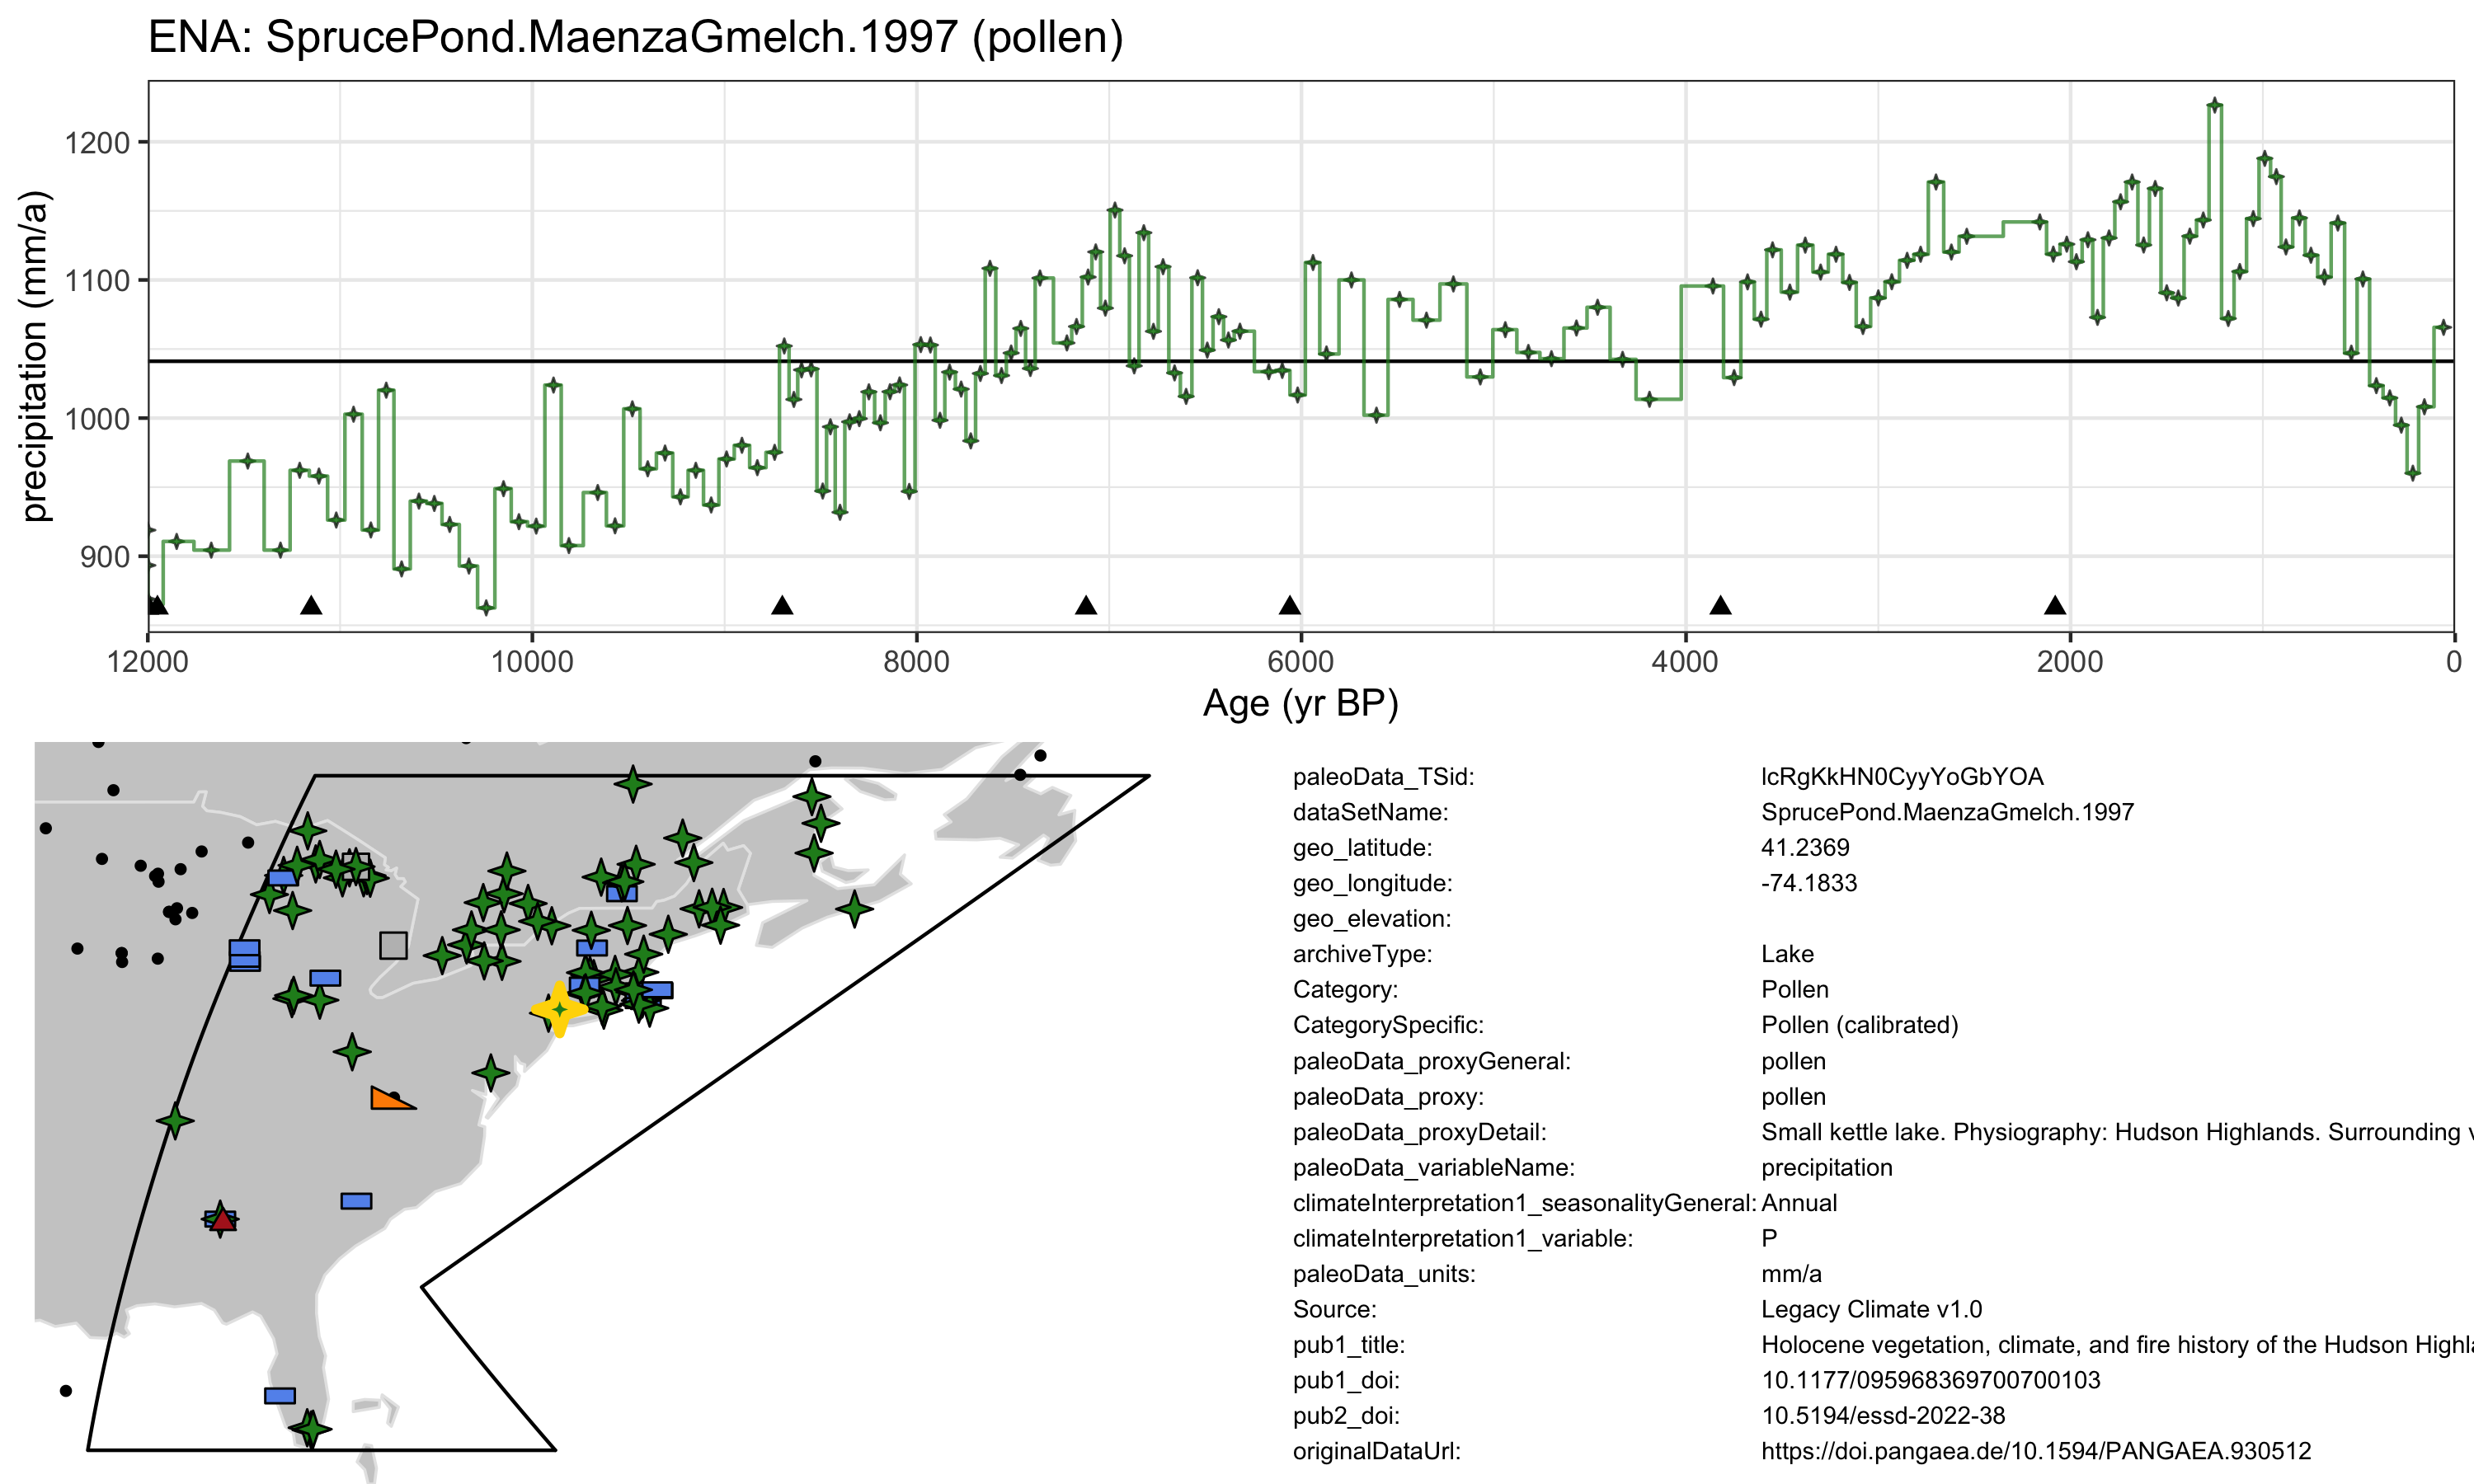 ENA: SprucePond.MaenzaGmelch.1997 (pollen)
precipitation (mm/a)
1200
1100
1000
900
12000 10000 8000 6000 4000 2000 0
Age (yr BP)
paleoData_TSid: lcRgKkHN0CyyYoGbYOA
dataSetName: SprucePond.MaenzaGmelch.1997
geo_latitude: 41.2369
geo_longitude: -74.1833
geo_elevation:
archiveType: Lake
Category: Pollen
CategorySpecific: Pollen (calibrated)
paleoData_proxyGeneral: pollen
paleoData_proxy: pollen
paleoData_proxyDetail: Small kettle lake. Physiography: Hudson Highlands. Surrounding v
paleoData_variableName: precipitation
climateInterpretation1_seasonalityGeneral: Annual
climateInterpretation1_variable: P
paleoData_units: mm/a
Source: Legacy Climate v1.0
pub1_title: Holocene vegetation, climate, and fire history of the Hudson Highla
pub1_doi: 10.1177/095968369700700103
pub2_doi: 10.5194/essd-2022-38
originalDataUrl: https://doi.pangaea.de/10.1594/PANGAEA.930512